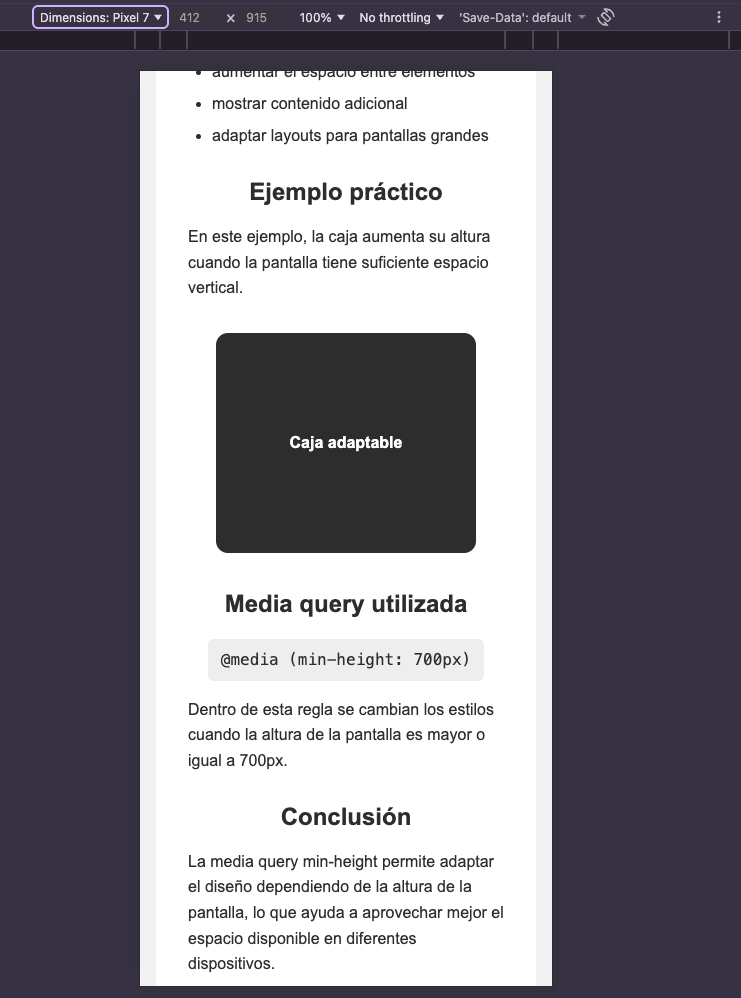 Dimensions: Pixel 7 412 × 915 100% No throttling 'Save-Data': default
aumentar el espacio entre elementos
mostrar contenido adicional
adaptar layouts para pantallas grandes
Ejemplo práctico
En este ejemplo, la caja aumenta su altura
cuando la pantalla tiene suficiente espacio
vertical.
Caja adaptable
Media query utilizada
@media (min-height: 700px)
Dentro de esta regla se cambian los estilos
cuando la altura de la pantalla es mayor o
igual a 700px.
Conclusión
La media query min-height permite adaptar
el diseño dependiendo de la altura de la
pantalla, lo que ayuda a aprovechar mejor el
espacio disponible en diferentes
dispositivos.